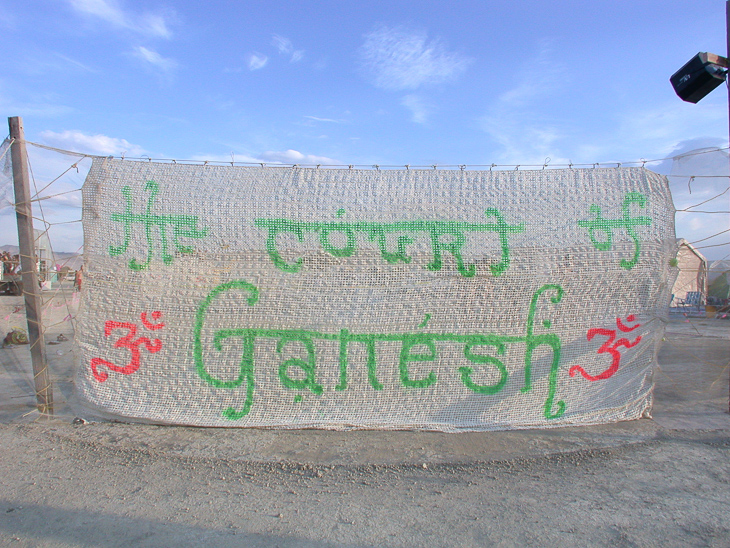 the court of
ॐ Ganésh ॐ